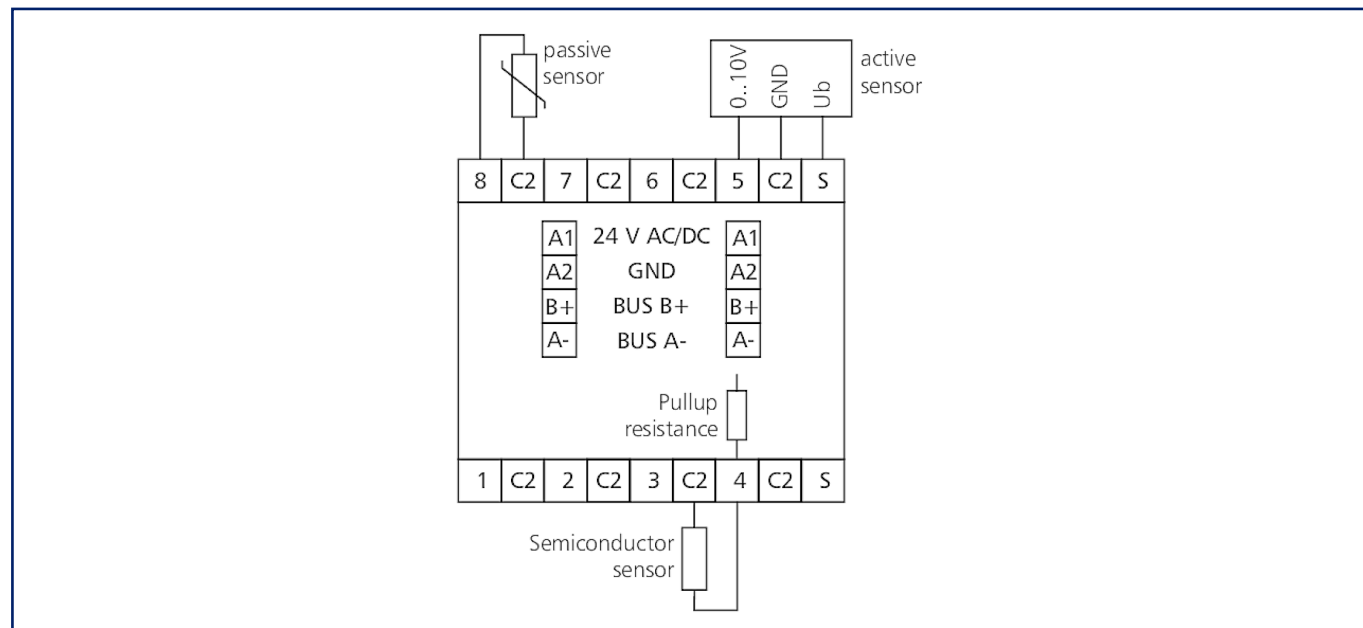 passive
sensor
0..10V
GND
Ub
active
sensor
8 C2 7 C2 6 C2 5 C2 S
A1 24 V AC/DC A1
A2 GND A2
B+ BUS B+ B+
A- BUS A- A-
Pullup
resistance
1 C2 2 C2 3 C2 4 C2 S
Semiconductor
sensor